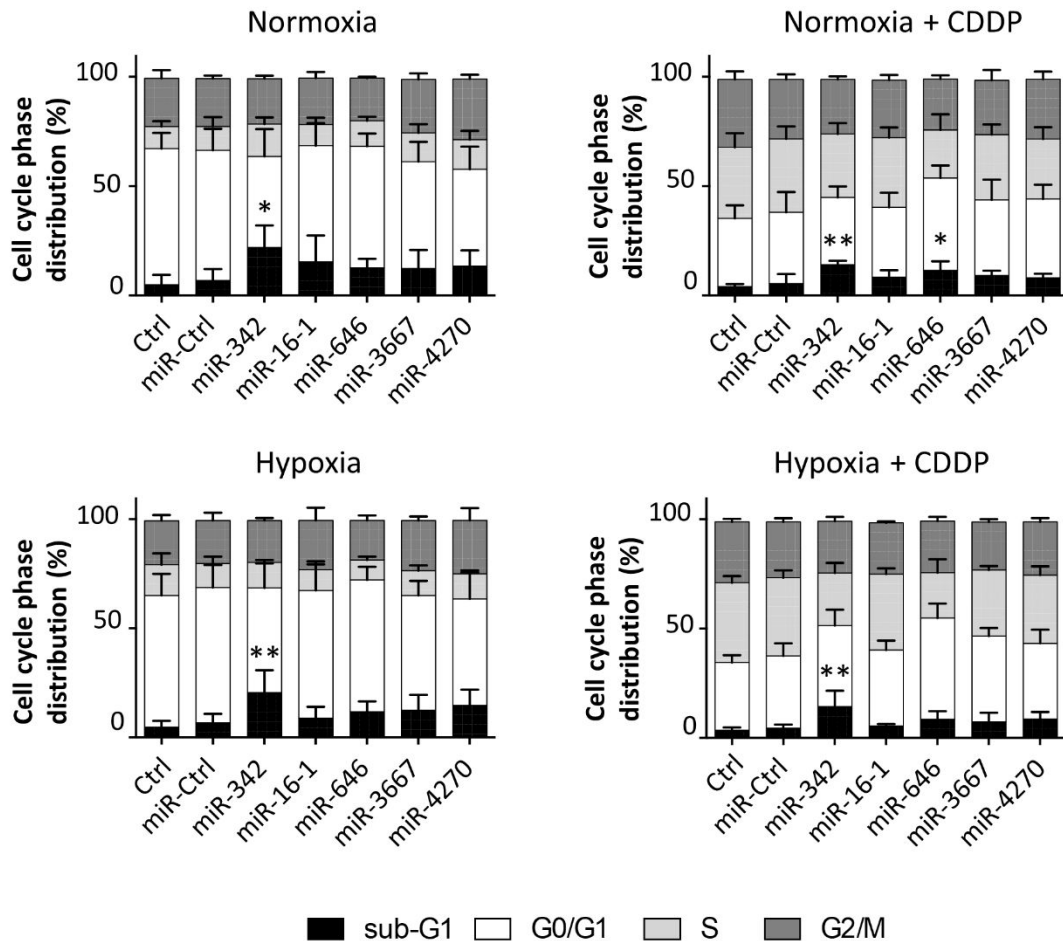 Normoxia
Cell cycle phase
distribution (%)
100
50
0
*
Ctrl
miR-Ctrl
miR-342
miR-16-1
miR-646
miR-3667
miR-4270
Normoxia + CDDP
Cell cycle phase
distribution (%)
100
50
0
**
*
Ctrl
miR-Ctrl
miR-342
miR-16-1
miR-646
miR-3667
miR-4270
Hypoxia
Cell cycle phase
distribution (%)
100
50
0
**
Ctrl
miR-Ctrl
miR-342
miR-16-1
miR-646
miR-3667
miR-4270
Hypoxia + CDDP
Cell cycle phase
distribution (%)
100
50
0
**
Ctrl
miR-Ctrl
miR-342
miR-16-1
miR-646
miR-3667
miR-4270
sub-G1 G0/G1 S G2/M